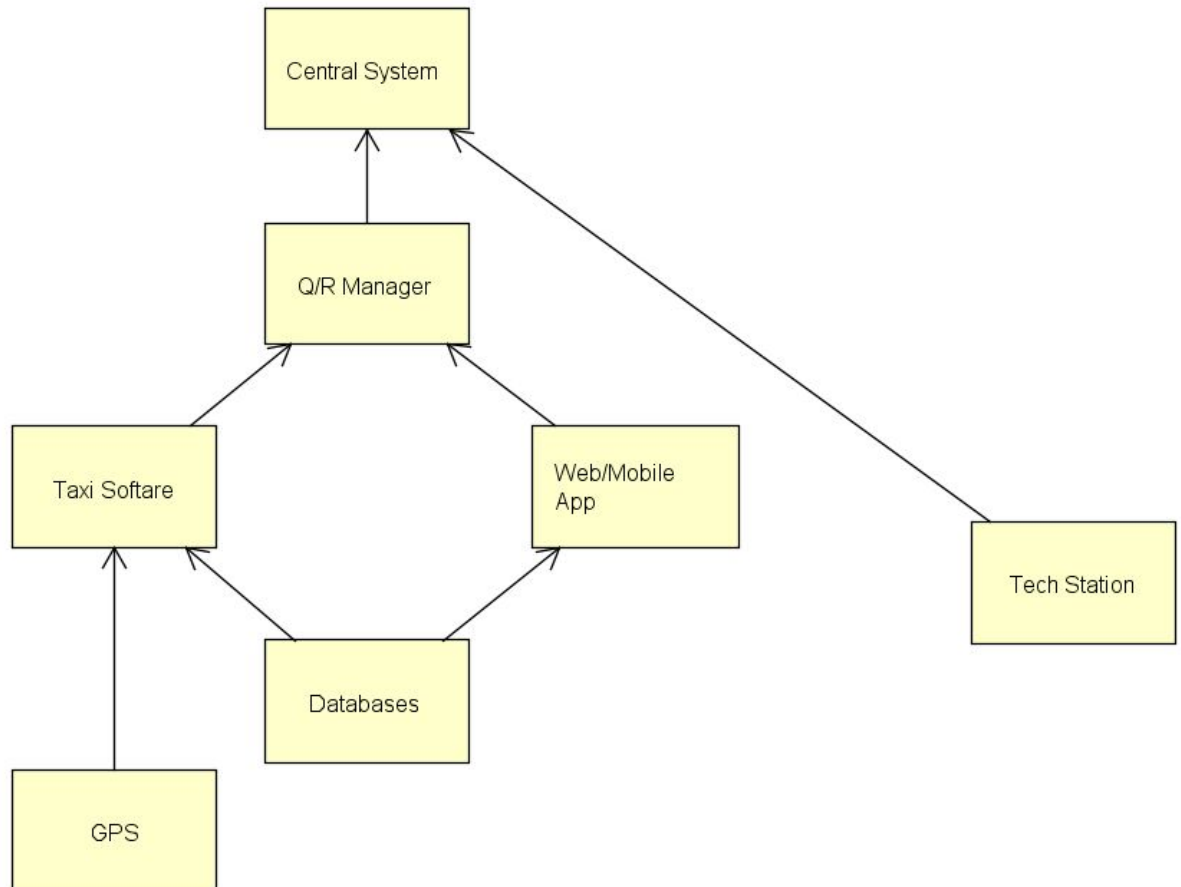 Central System
Q/R Manager
Taxi Softare
Web/Mobile
App
Tech Station
Databases
GPS